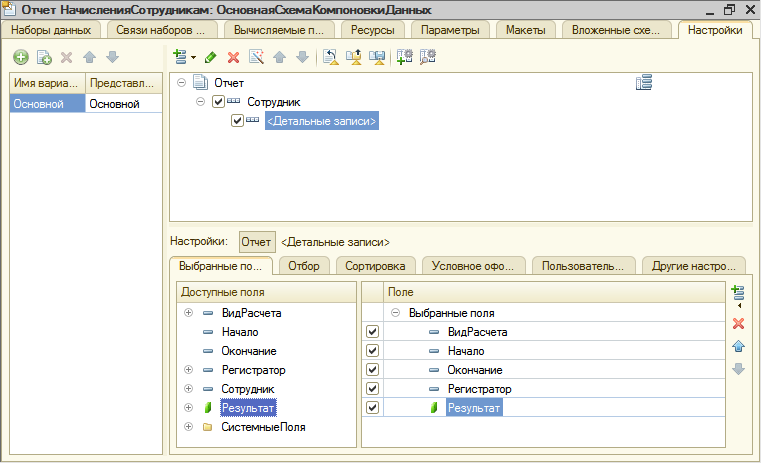 Отчет НачисленияСотрудникам: ОсновнаяСхемаКомпоновкиДанных
Наборы данных Связи наборов ... Вычисляемые п... Ресурсы Параметры Макеты Вложенные схе... Настройки
Имя вариа... Представл...
Основной Основной
Отчет
Сотрудник
<Детальные записи>
Настройки: Отчет <Детальные записи>
Выбранные по... Отбор Сортировка Условное офо... Пользователь... Другие настро...
Доступные поля Поле
ВидРасчета Выбранные поля
Начало ВидРасчета
Окончание Начало
Регистратор Окончание
Сотрудник Регистратор
Результат Результат
СистемныеПоля